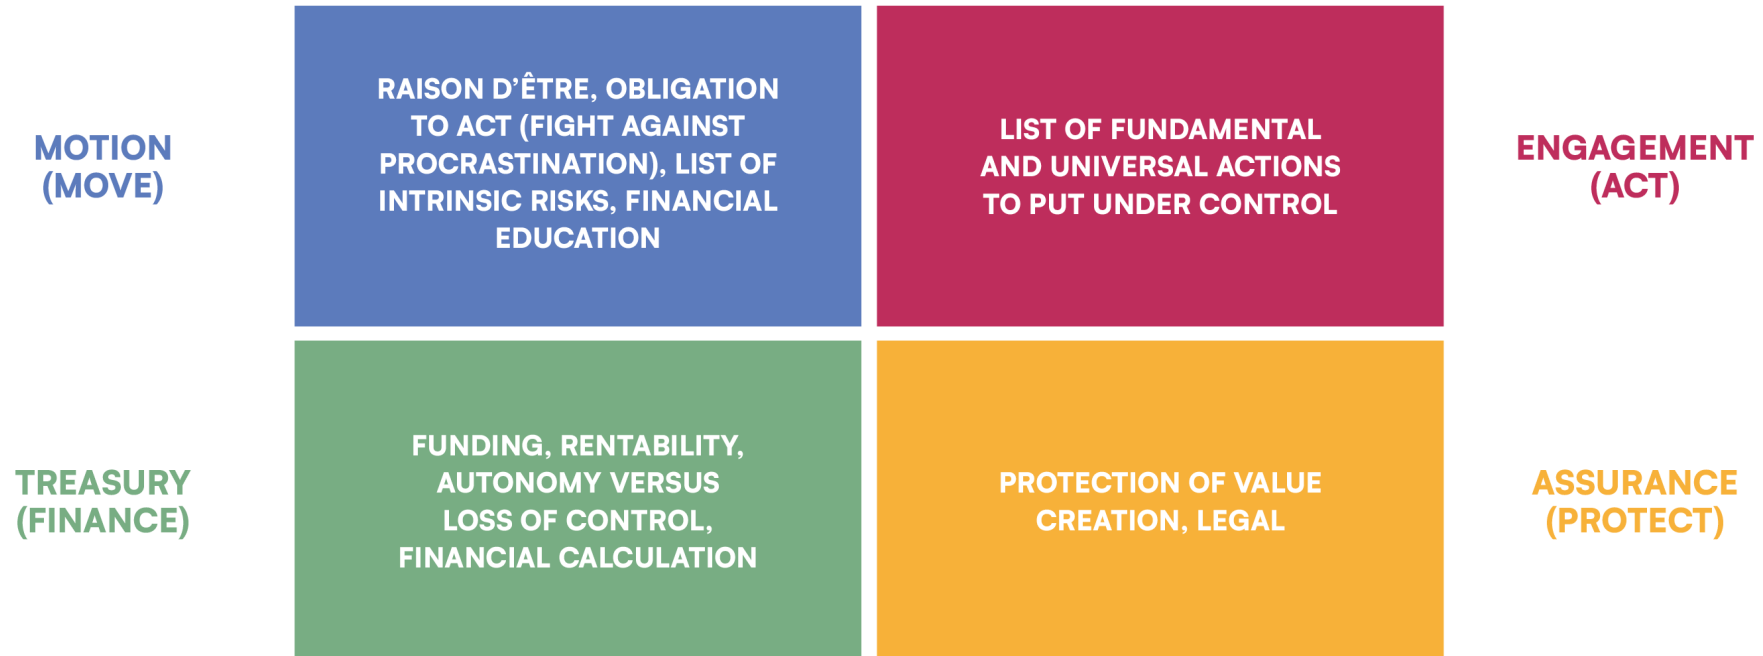 MOTION
(MOVE)
RAISON D'ÊTRE, OBLIGATION
TO ACT (FIGHT AGAINST
PROCRASTINATION), LIST OF
INTRINSIC RISKS, FINANCIAL
EDUCATION
LIST OF FUNDAMENTAL
AND UNIVERSAL ACTIONS
TO PUT UNDER CONTROL
ENGAGEMENT
(ACT)
TREASURY
(FINANCE)
FUNDING, RENTABILITY,
AUTONOMY VERSUS
LOSS OF CONTROL,
FINANCIAL CALCULATION
PROTECTION OF VALUE
CREATION, LEGAL
ASSURANCE
(PROTECT)